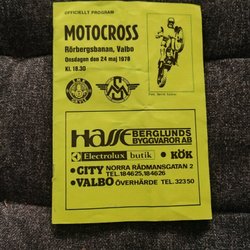 OFFICIELLT PROGRAM
MOTOCROSS
Rörbergsbanan, Valbo
Onsdagen den 24 maj 1978
Kl. 18.30
Hasse BERGLUNDS
BYGGVAROR AB
Electrolux butik • KÖK
• CITY NORRA RÅDMANSGATAN 2
TEL. 184625, 184626
• VALBO ÖVERHÄRDE TEL. 32350